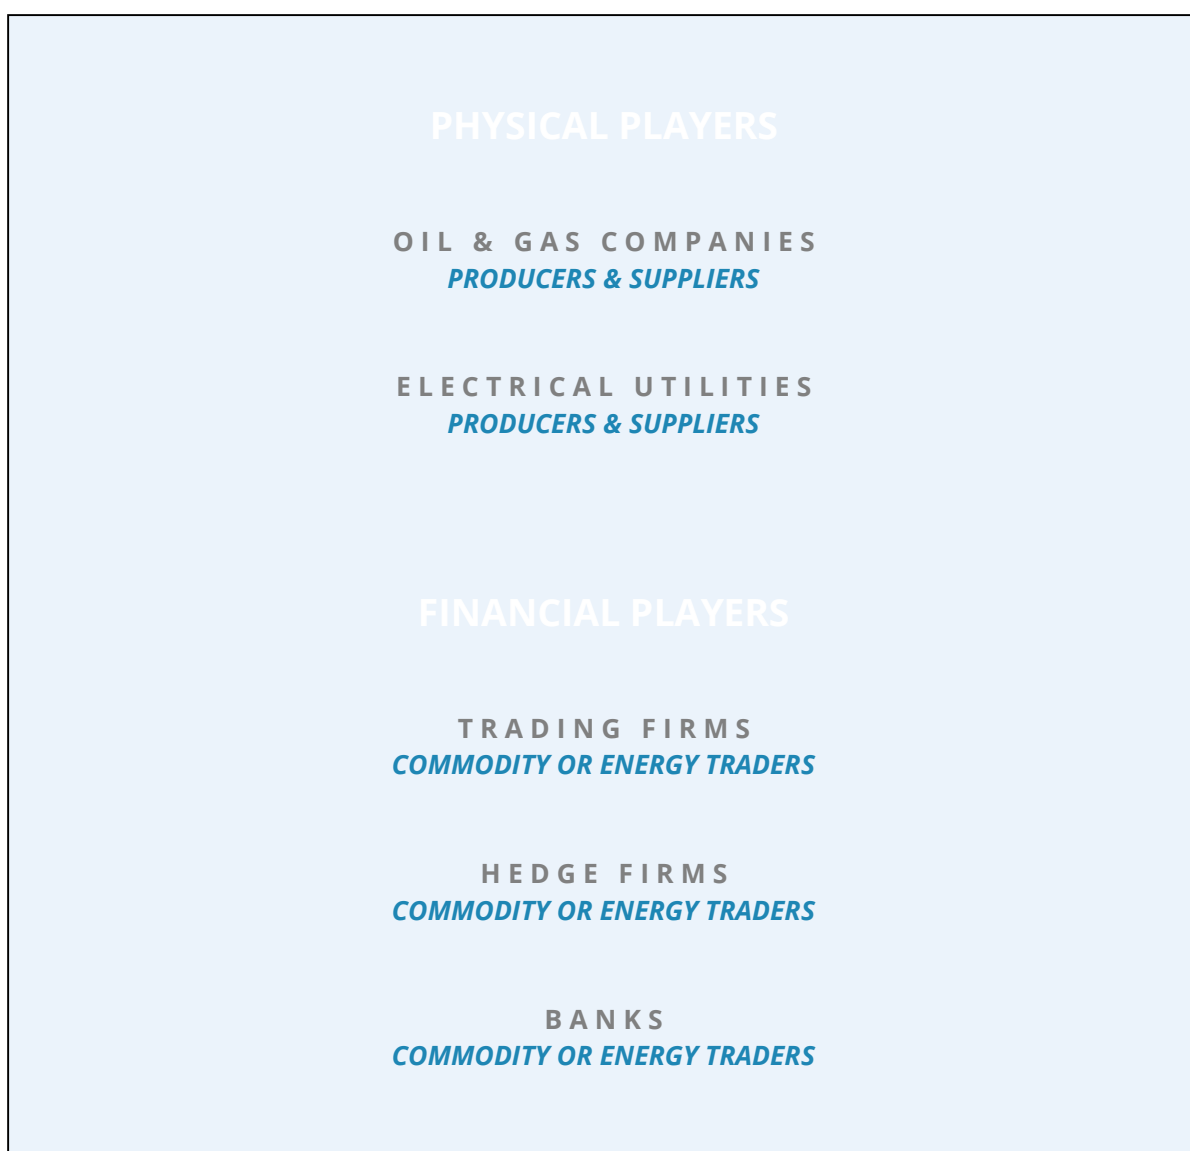 PHYSICAL PLAYERS
OIL & GAS COMPANIES
PRODUCERS & SUPPLIERS
ELECTRICAL UTILITIES
PRODUCERS & SUPPLIERS
FINANCIAL PLAYERS
TRADING FIRMS
COMMODITY OR ENERGY TRADERS
HEDGE FIRMS
COMMODITY OR ENERGY TRADERS
BANKS
COMMODITY OR ENERGY TRADERS